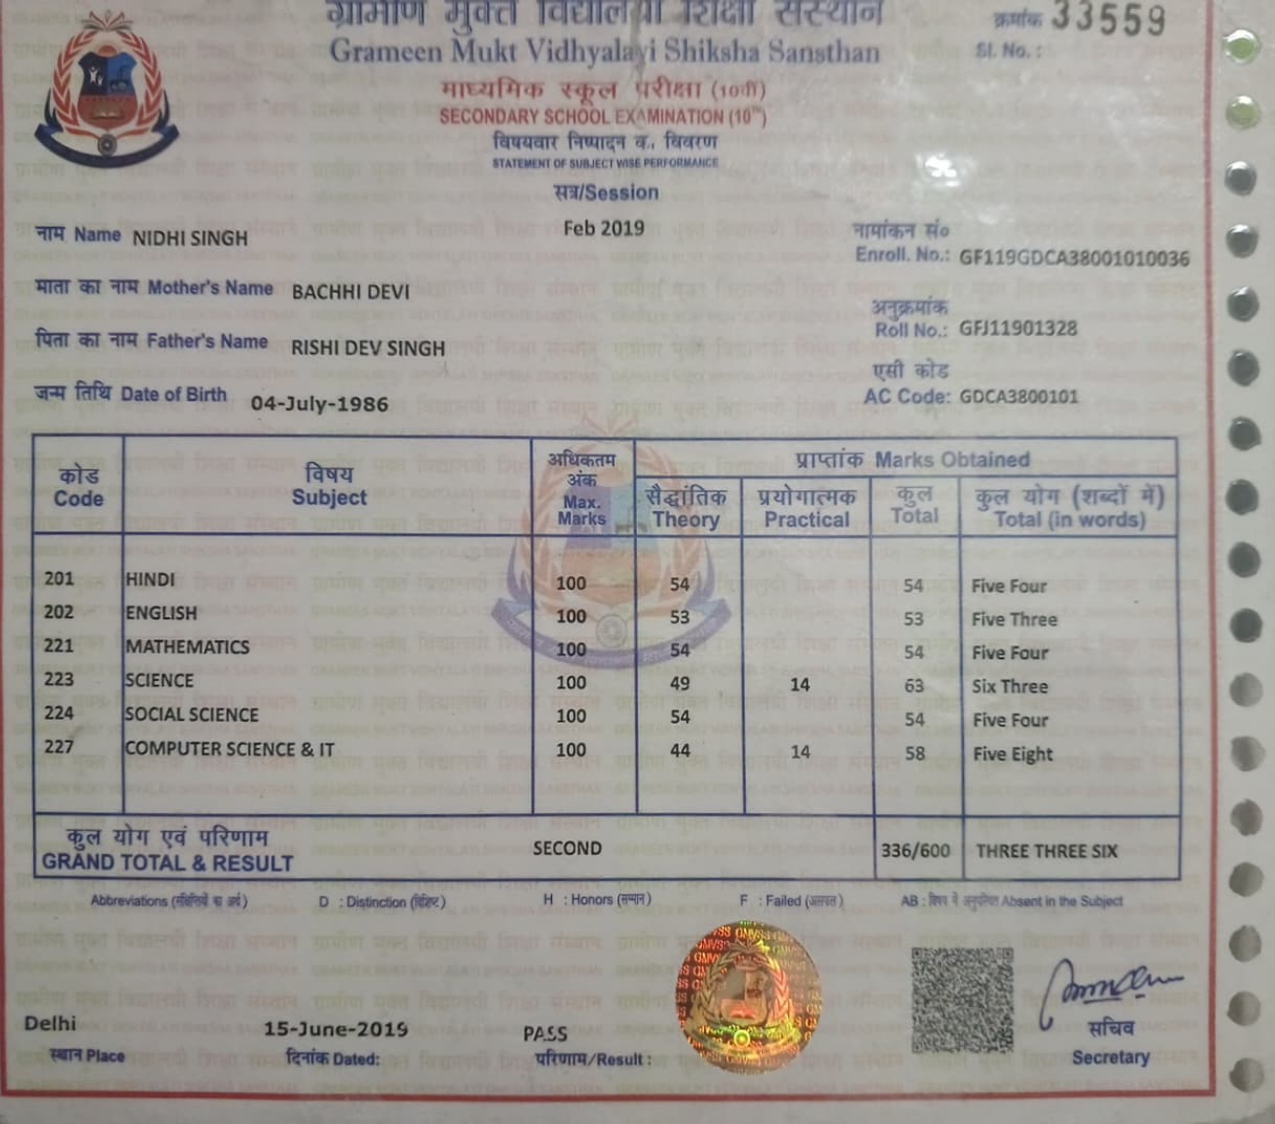 ग्रामीण मुक्त विद्यालयी शिक्षा संस्थान
क्रमांक 33559
Grameen Mukt Vidhyalayi Shiksha Sansthan
Sl. No. :
माध्यमिक स्कूल परीक्षा (10वीं)
SECONDARY SCHOOL EXAMINATION (10th)
विषयवार निष्पादन का विवरण
STATEMENT OF SUBJECT WISE PERFORMANCE
सत्र/Session
Feb 2019
नाम Name NIDHI SINGH
नामांकन सं०
Enroll. No.: GF119GDCA38001010036
माता का नाम Mother's Name BACHHI DEVI
अनुक्रमांक
Roll No.: GFJ11901328
पिता का नाम Father's Name RISHI DEV SINGH
एसी कोड
AC Code: GDCA3800101
जन्म तिथि Date of Birth 04-July-1986
कोड Code विषय Subject अधिकतम अंक Max. Marks प्राप्तांक Marks Obtained
सैद्धांतिक Theory प्रयोगात्मक Practical कुल Total कुल योग (शब्दों में) Total (in words)
201 HINDI 100 54 54 Five Four
202 ENGLISH 100 53 53 Five Three
221 MATHEMATICS 100 54 54 Five Four
223 SCIENCE 100 49 14 63 Six Three
224 SOCIAL SCIENCE 100 54 54 Five Four
227 COMPUTER SCIENCE & IT 100 44 14 58 Five Eight
कुल योग एवं परिणाम
GRAND TOTAL & RESULT SECOND 336/600 THREE THREE SIX
Abbreviations D : Distinction H : Honors (सम्मान) F : Failed AB : Absent in the Subject
Delhi 15-June-2019 PASS
स्थान Place दिनांक Dated: परिणाम/Result :
सचिव
Secretary